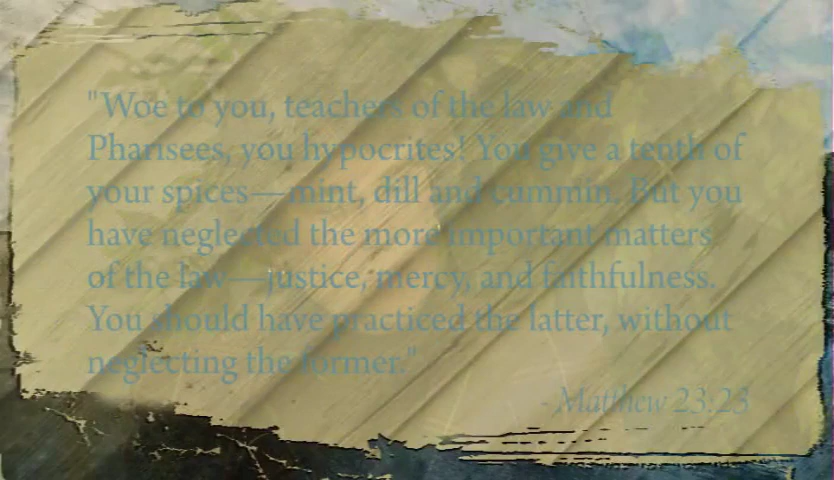 "Woe to you, teachers of the law and
Pharisees, you hypocrites! You give a tenth of
your spices—mint, dill and cummin. But you
have neglected the more important matters
of the law—justice, mercy, and faithfulness.
You should have practiced the latter, without
neglecting the former."
- Matthew 23:23